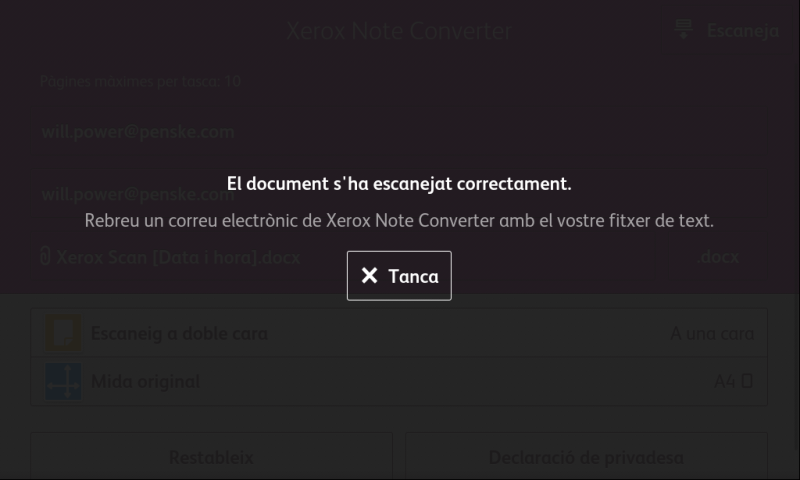 Xerox Note Converter
Escaneja
Pàgines màximes per tasca: 10
will.power@penske.com
El document s'ha escanejat correctament.
will.power@penske.com
Rebreu un correu electrònic de Xerox Note Converter amb el vostre fitxer de text.
Xerox Scan [Data i hora].docx
.docx
Tanca
Escaneig a doble cara
A una cara
Mida original
A4
Restableix
Declaració de privadesa